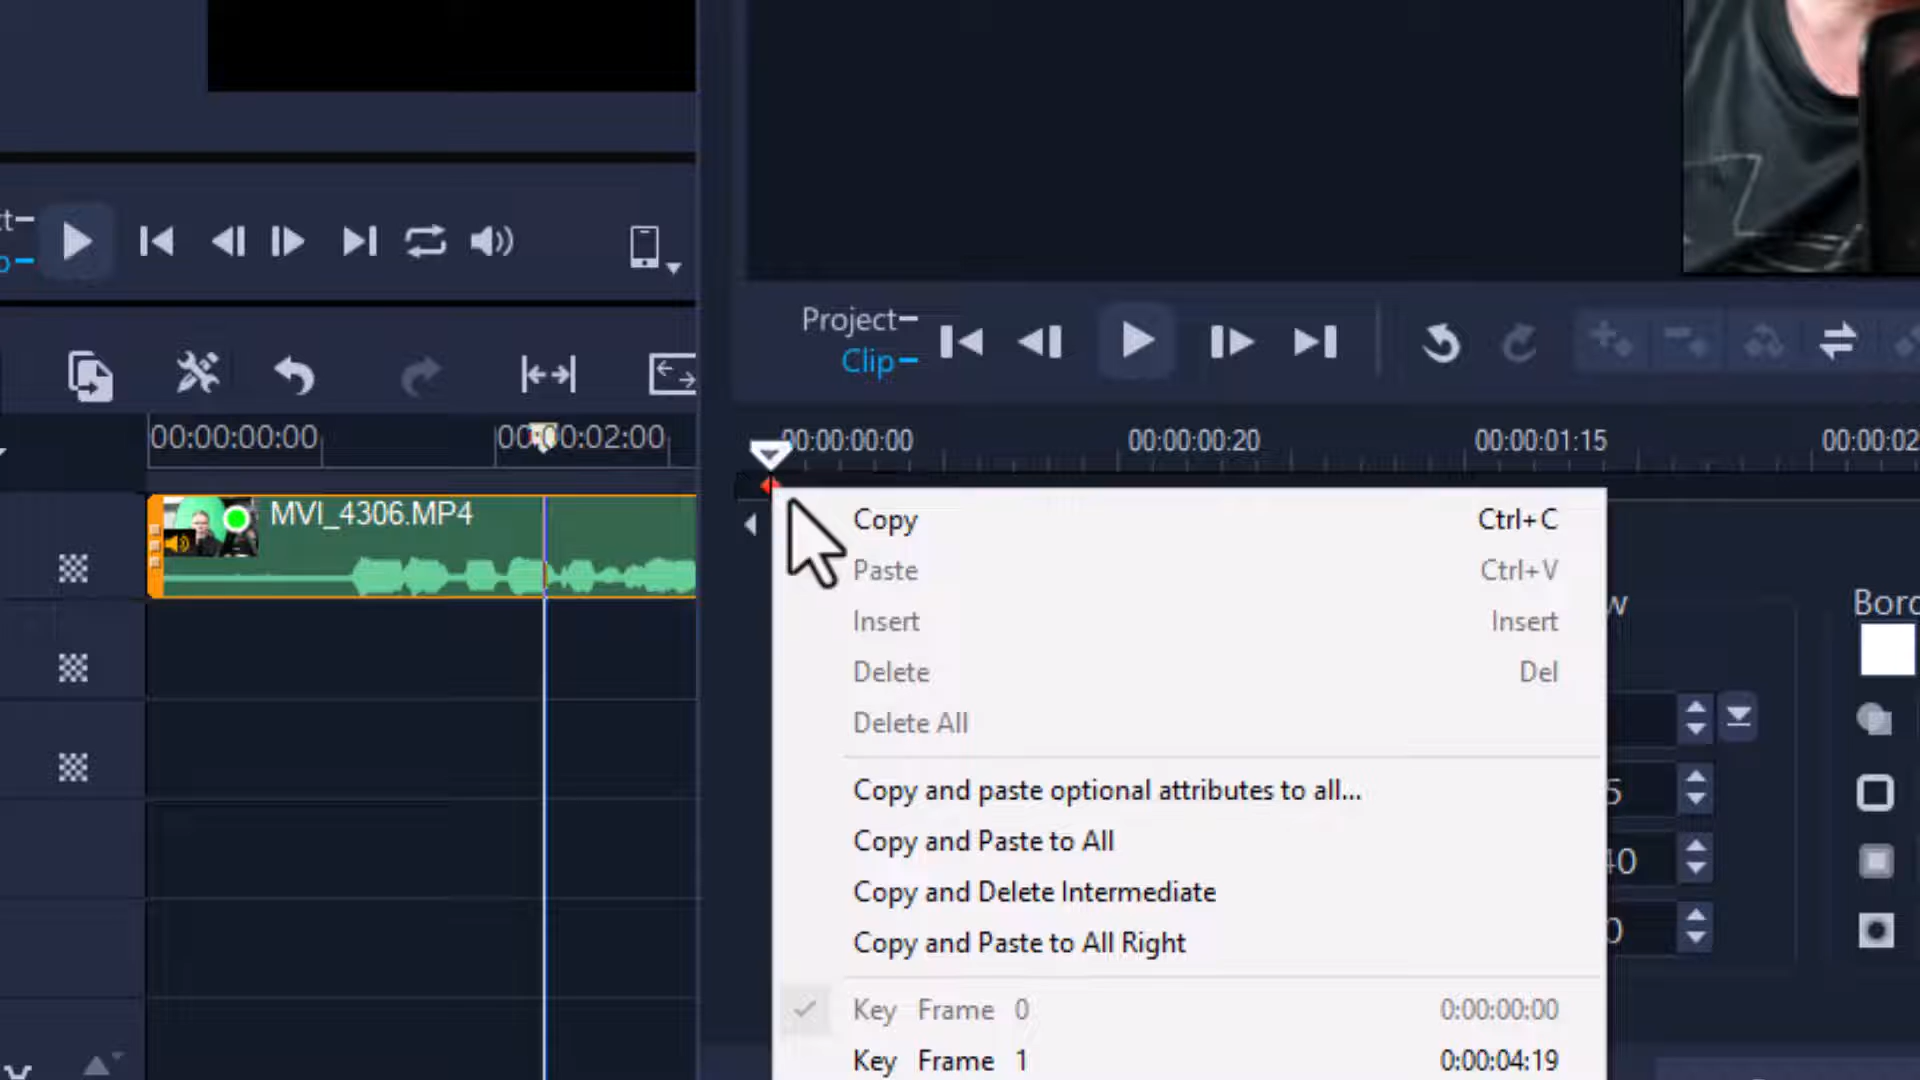 Project
Clip
00:00:00:00
00:00:02:00
MVI_4306.MP4
00:00:00:00
00:00:00:20
00:00:01:15
00:00:02
Copy Ctrl+C
Paste Ctrl+V
Insert Insert
Delete Del
Delete All
Copy and paste optional attributes to all...
Copy and Paste to All
Copy and Delete Intermediate
Copy and Paste to All Right
Key Frame 0 0:00:00:00
Key Frame 1 0:00:04:19
Bord